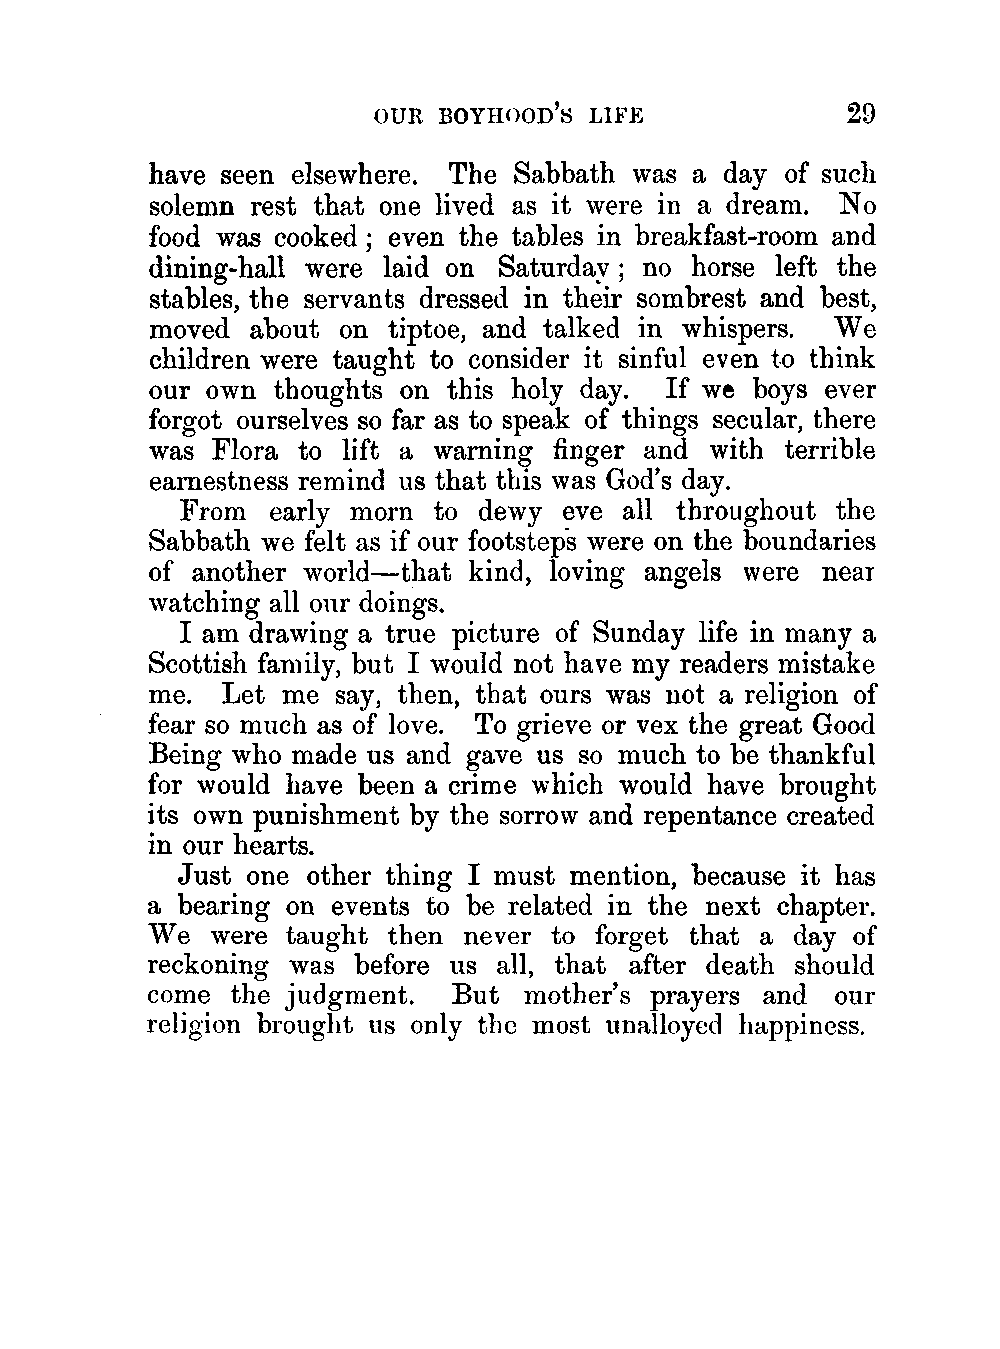 OUR BOYHOOD'S LIFE 29
have seen elsewhere. The Sabbath was a day of such
solemn rest that one lived as it were in a dream. No
food was cooked; even the tables in breakfast-room and
dining-hall were laid on Saturday; no horse left the
stables, the servants dressed in their sombrest and best,
moved about on tiptoe, and talked in whispers. We
children were taught to consider it sinful even to think
our own thoughts on this holy day. If we boys ever
forgot ourselves so far as to speak of things secular, there
was Flora to lift a warning finger and with terrible
earnestness remind us that this was God's day.
From early morn to dewy eve all throughout the
Sabbath we felt as if our footsteps were on the boundaries
of another world—that kind, loving angels were near
watching all our doings.
I am drawing a true picture of Sunday life in many a
Scottish family, but I would not have my readers mistake
me. Let me say, then, that ours was not a religion of
fear so much as of love. To grieve or vex the great Good
Being who made us and gave us so much to be thankful
for would have been a crime which would have brought
its own punishment by the sorrow and repentance created
in our hearts.
Just one other thing I must mention, because it has
a bearing on events to be related in the next chapter.
We were taught then never to forget that a day of
reckoning was before us all, that after death should
come the judgment. But mother's prayers and our
religion brought us only the most unalloyed happiness.